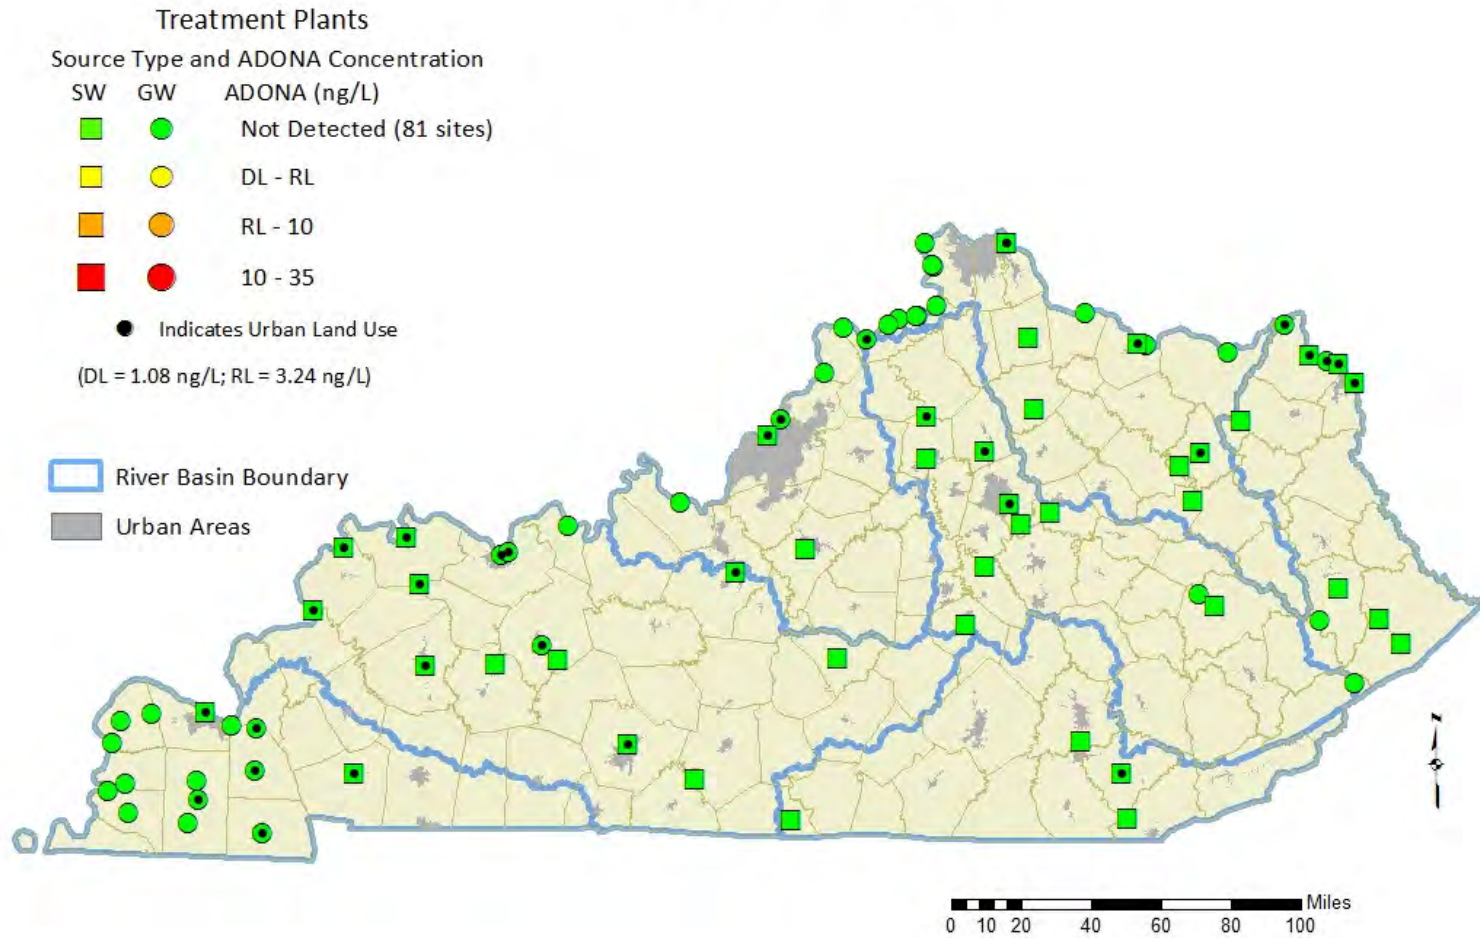 Treatment Plants
Source Type and ADONA Concentration
SW GW ADONA (ng/L)
Not Detected (81 sites)
DL - RL
RL - 10
10 - 35
Indicates Urban Land Use
(DL = 1.08 ng/L; RL = 3.24 ng/L)
River Basin Boundary
Urban Areas
N
Miles
0 10 20 40 60 80 100